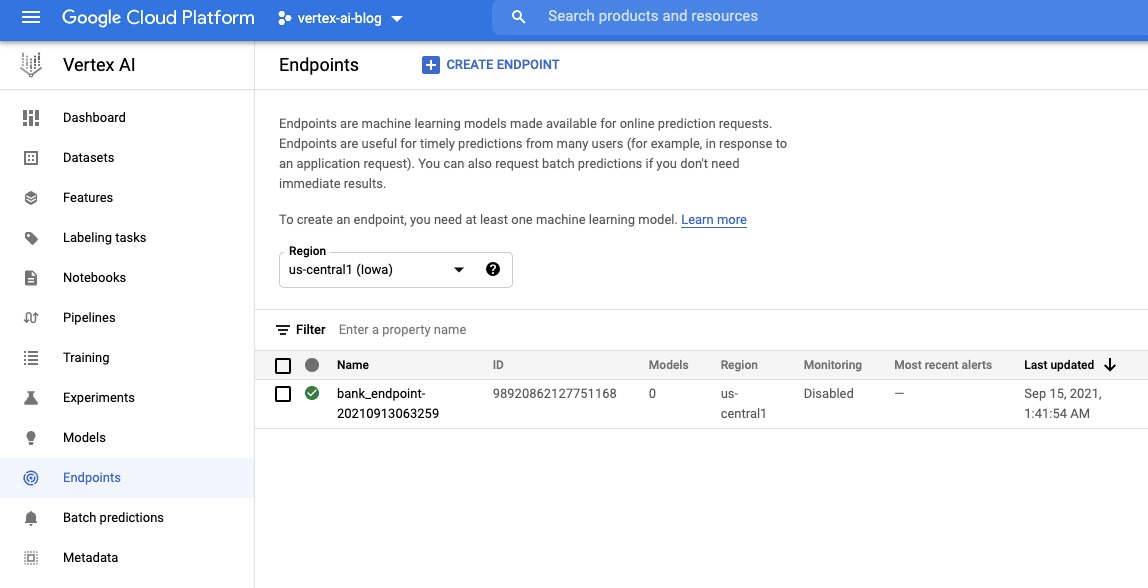 Google Cloud Platform
vertex-ai-blog
Search products and resources
Vertex AI
Endpoints
CREATE ENDPOINT
Dashboard
Datasets
Features
Labeling tasks
Notebooks
Pipelines
Training
Experiments
Models
Endpoints
Batch predictions
Metadata
Endpoints are machine learning models made available for online prediction requests.
Endpoints are useful for timely predictions from many users (for example, in response to
an application request). You can also request batch predictions if you don't need
immediate results.
To create an endpoint, you need at least one machine learning model. Learn more
Region
us-central1 (Iowa)
Filter Enter a property name
Name ID Models Region Monitoring Most recent alerts Last updated
bank_endpoint- 98920862127751168 0 us- Disabled — Sep 15, 2021,
20210913063259 central1 1:41:54 AM